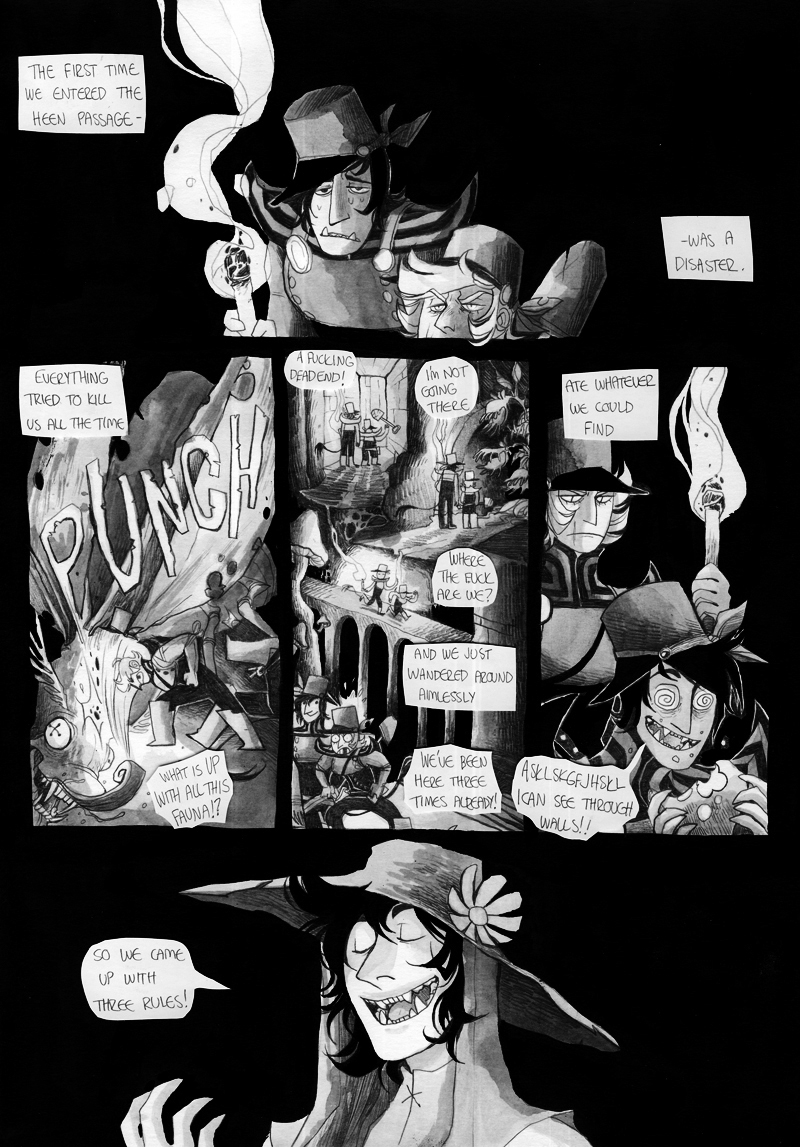 THE FIRST TIME
WE ENTERED THE
HEEN PASSAGE-
-WAS A
DISASTER.
EVERYTHING
TRIED TO KILL
US ALL THE TIME
PUNCH
WHAT IS UP
WITH ALL THIS
FAUNA!?
A FUCKING
DEADEND!
I'M NOT
GOING
THERE
WHERE
THE FUCK
ARE WE?
AND WE JUST
WANDERED AROUND
AIMLESSLY
WE'VE BEEN
HERE THREE
TIMES ALREADY!
ATE WHATEVER
WE COULD
FIND
ASKLSKGFJHSKL
I CAN SEE THROUGH
WALLS!!
SO WE CAME
UP WITH
THREE RULES!